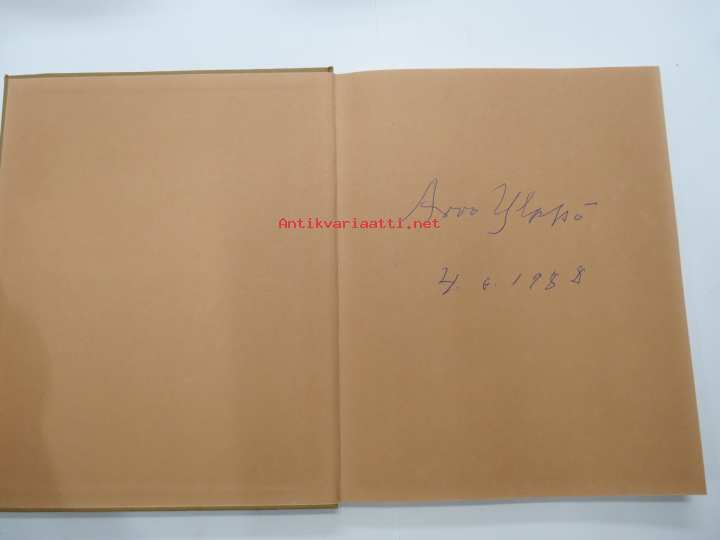 Arvo Ylppö
Antikvariaatti.net
4. 6. 1988